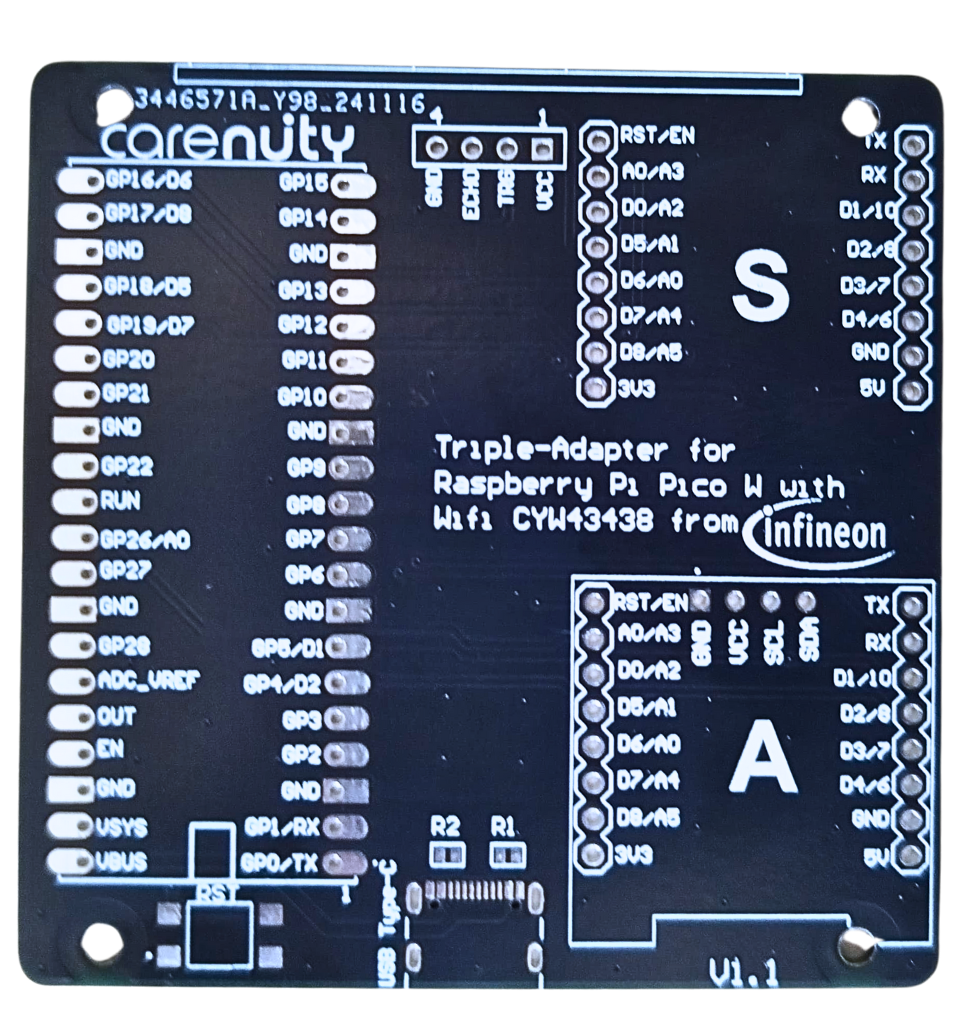 3446571A_Y98_241116
carenuity
GP16/D6
GP17/D8
GND
GP18/D5
GP19/D7
GP20
GP21
GND
GP22
RUN
GP26/A0
GP27
GND
GP28
ADC_VREF
OUT
EN
GND
VSYS
VBUS
GP15
GP14
GND
GP13
GP12
GP11
GP10
GND
GP9
GP8
GP7
GP6
GND
GP5/D1
GP4/D2
GP3
GP2
GND
GP1/RX
GP0/TX
1
RST
4 1
GND ECHO TRG VCC
RST/EN
A0/A3
D0/A2
D5/A1
D6/A0
D7/A4
D8/A5
3V3
S
TX
RX
D1/10
D2/8
D3/7
D4/6
GND
5V
Triple-Adapter for
Raspberry Pi Pico W with
Wifi CYW43438 from infineon
RST/EN
A0/A3
D0/A2
D5/A1
D6/A0
D7/A4
D8/A5
3V3
GND VCC SCL SDA
A
TX
RX
D1/10
D2/8
D3/7
D4/6
GND
5V
R2 R1
USB Type-C
V1.1